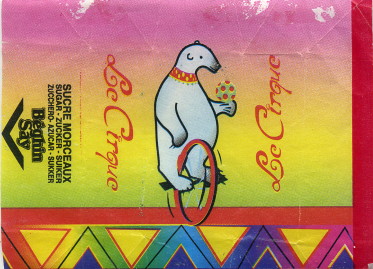 Le Cirque
Le Cirque
SUCRE MORCEAUX
SUGAR - ZUCKER - SUIKER
ZUCCHERO - AZUCAR - SUKKER
Béghin
Say